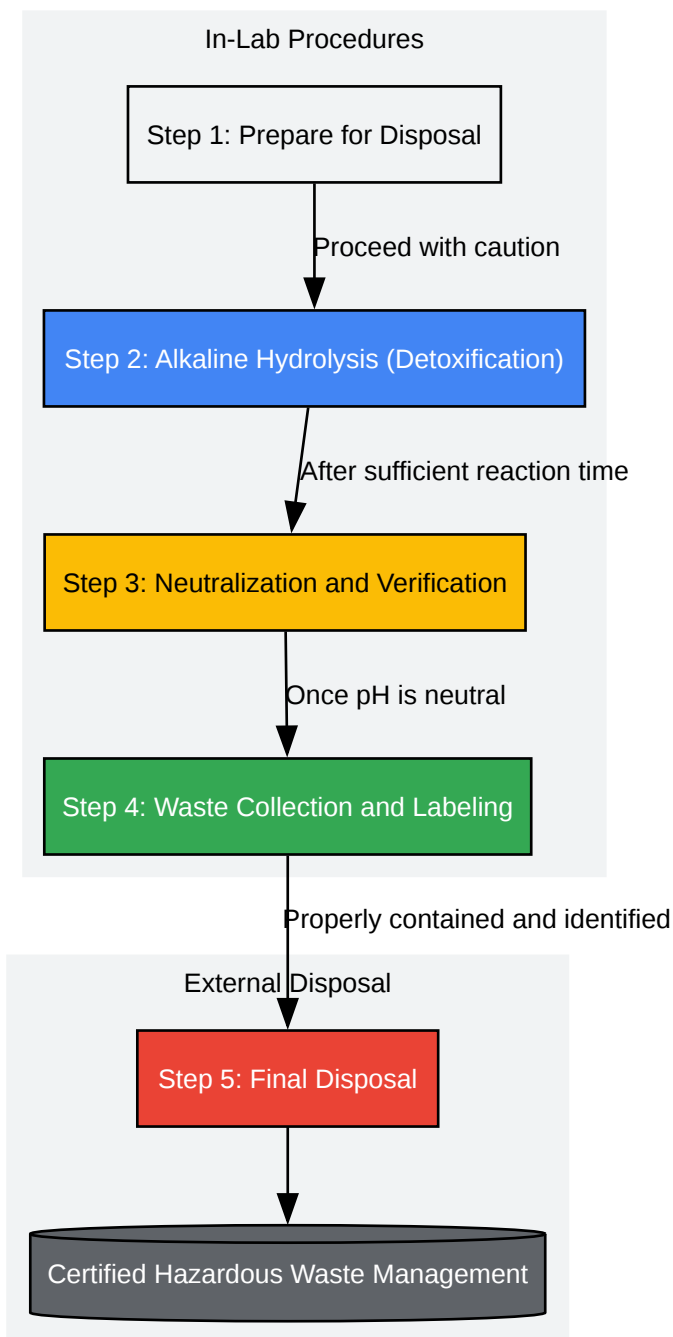 In-Lab Procedures
Step 1: Prepare for Disposal
Proceed with caution
Step 2: Alkaline Hydrolysis (Detoxification)
After sufficient reaction time
Step 3: Neutralization and Verification
Once pH is neutral
Step 4: Waste Collection and Labeling
Properly contained and identified
External Disposal
Step 5: Final Disposal
Certified Hazardous Waste Management